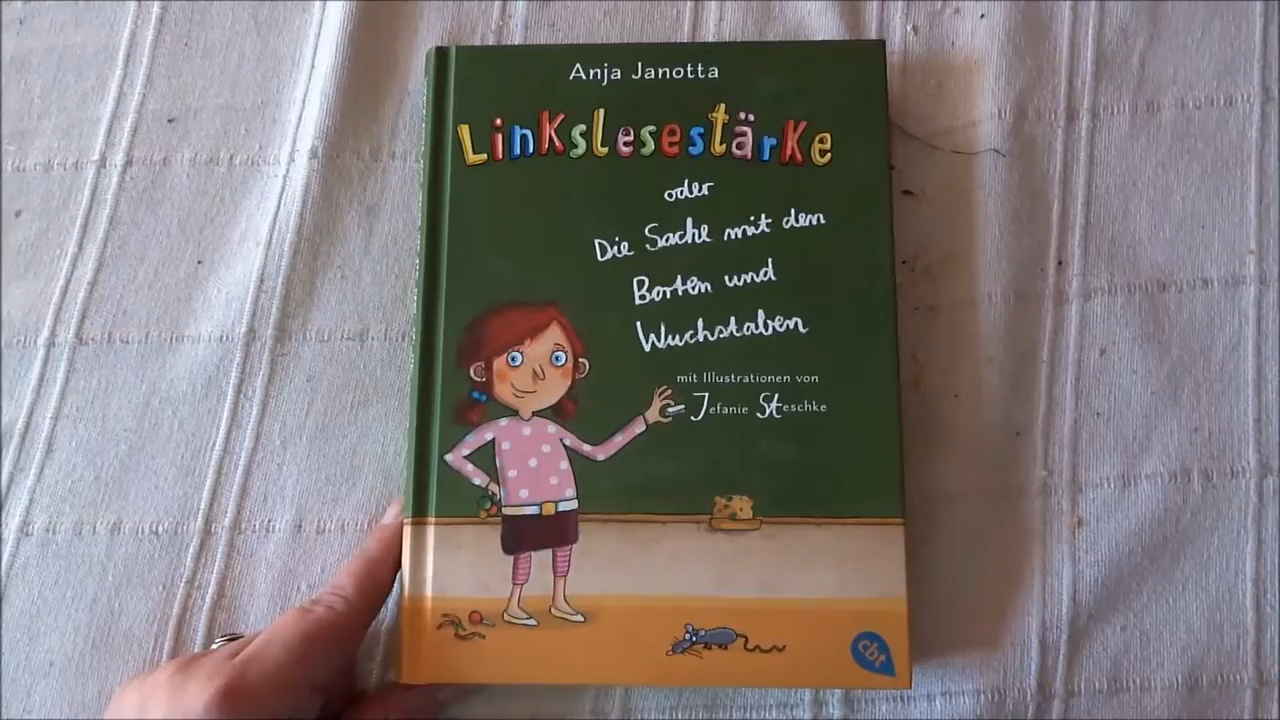 Anja Janotta
Linkslesestärke
oder
Die Sache mit den
Borten und
Wuchstaben
mit Illustrationen von
Jefanie Steschke
cbt